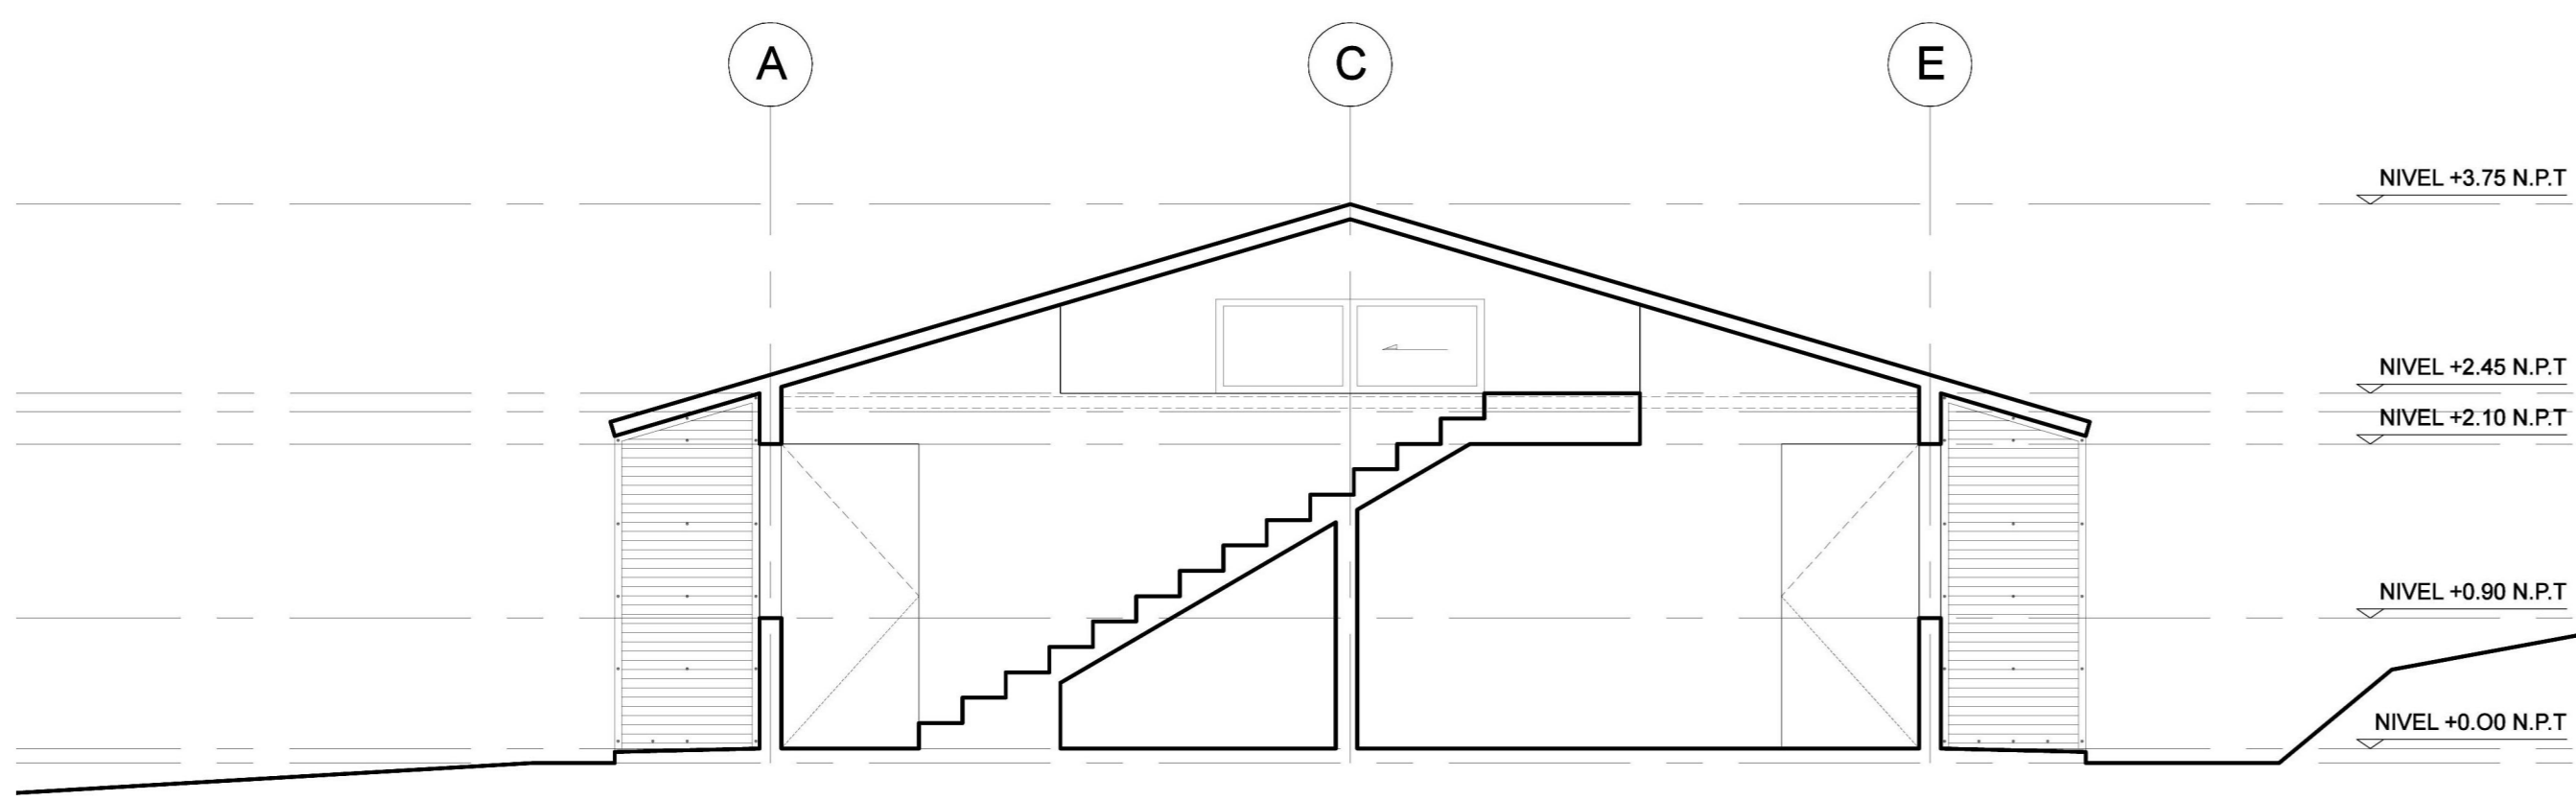 A C E
NIVEL +3.75 N.P.T
NIVEL +2.45 N.P.T
NIVEL +2.10 N.P.T
NIVEL +0.90 N.P.T
NIVEL +0.O0 N.P.T